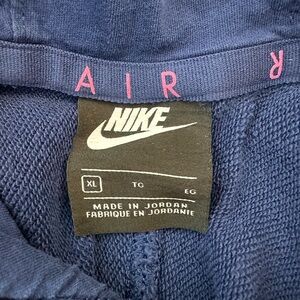 AIR R
NIKE
XL TG EG
MADE IN JORDAN
FABRIQUE EN JORDANIE